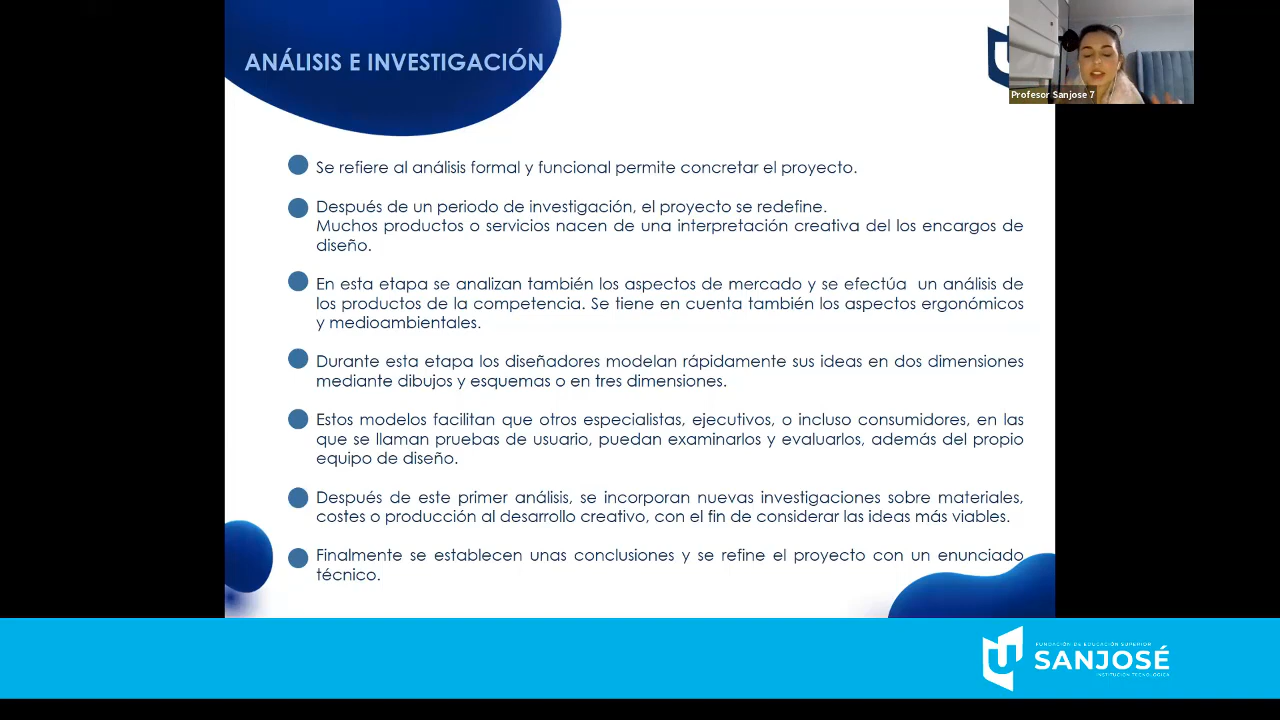 ANÁLISIS E INVESTIGACIÓN
Profesor Sanjose 7
Se refiere al análisis formal y funcional permite concretar el proyecto.
Después de un periodo de investigación, el proyecto se redefine.
Muchos productos o servicios nacen de una interpretación creativa del los encargos de
diseño.
En esta etapa se analizan también los aspectos de mercado y se efectúa un análisis de
los productos de la competencia. Se tiene en cuenta también los aspectos ergonómicos
y medioambientales.
Durante esta etapa los diseñadores modelan rápidamente sus ideas en dos dimensiones
mediante dibujos y esquemas o en tres dimensiones.
Estos modelos facilitan que otros especialistas, ejecutivos, o incluso consumidores, en las
que se llaman pruebas de usuario, puedan examinarlos y evaluarlos, además del propio
equipo de diseño.
Después de este primer análisis, se incorporan nuevas investigaciones sobre materiales,
costes o producción al desarrollo creativo, con el fin de considerar las ideas más viables.
Finalmente se establecen unas conclusiones y se refine el proyecto con un enunciado
técnico.
FUNDACIÓN DE EDUCACIÓN SUPERIOR
SANJOSÉ
INSTITUCIÓN TECNOLÓGICA